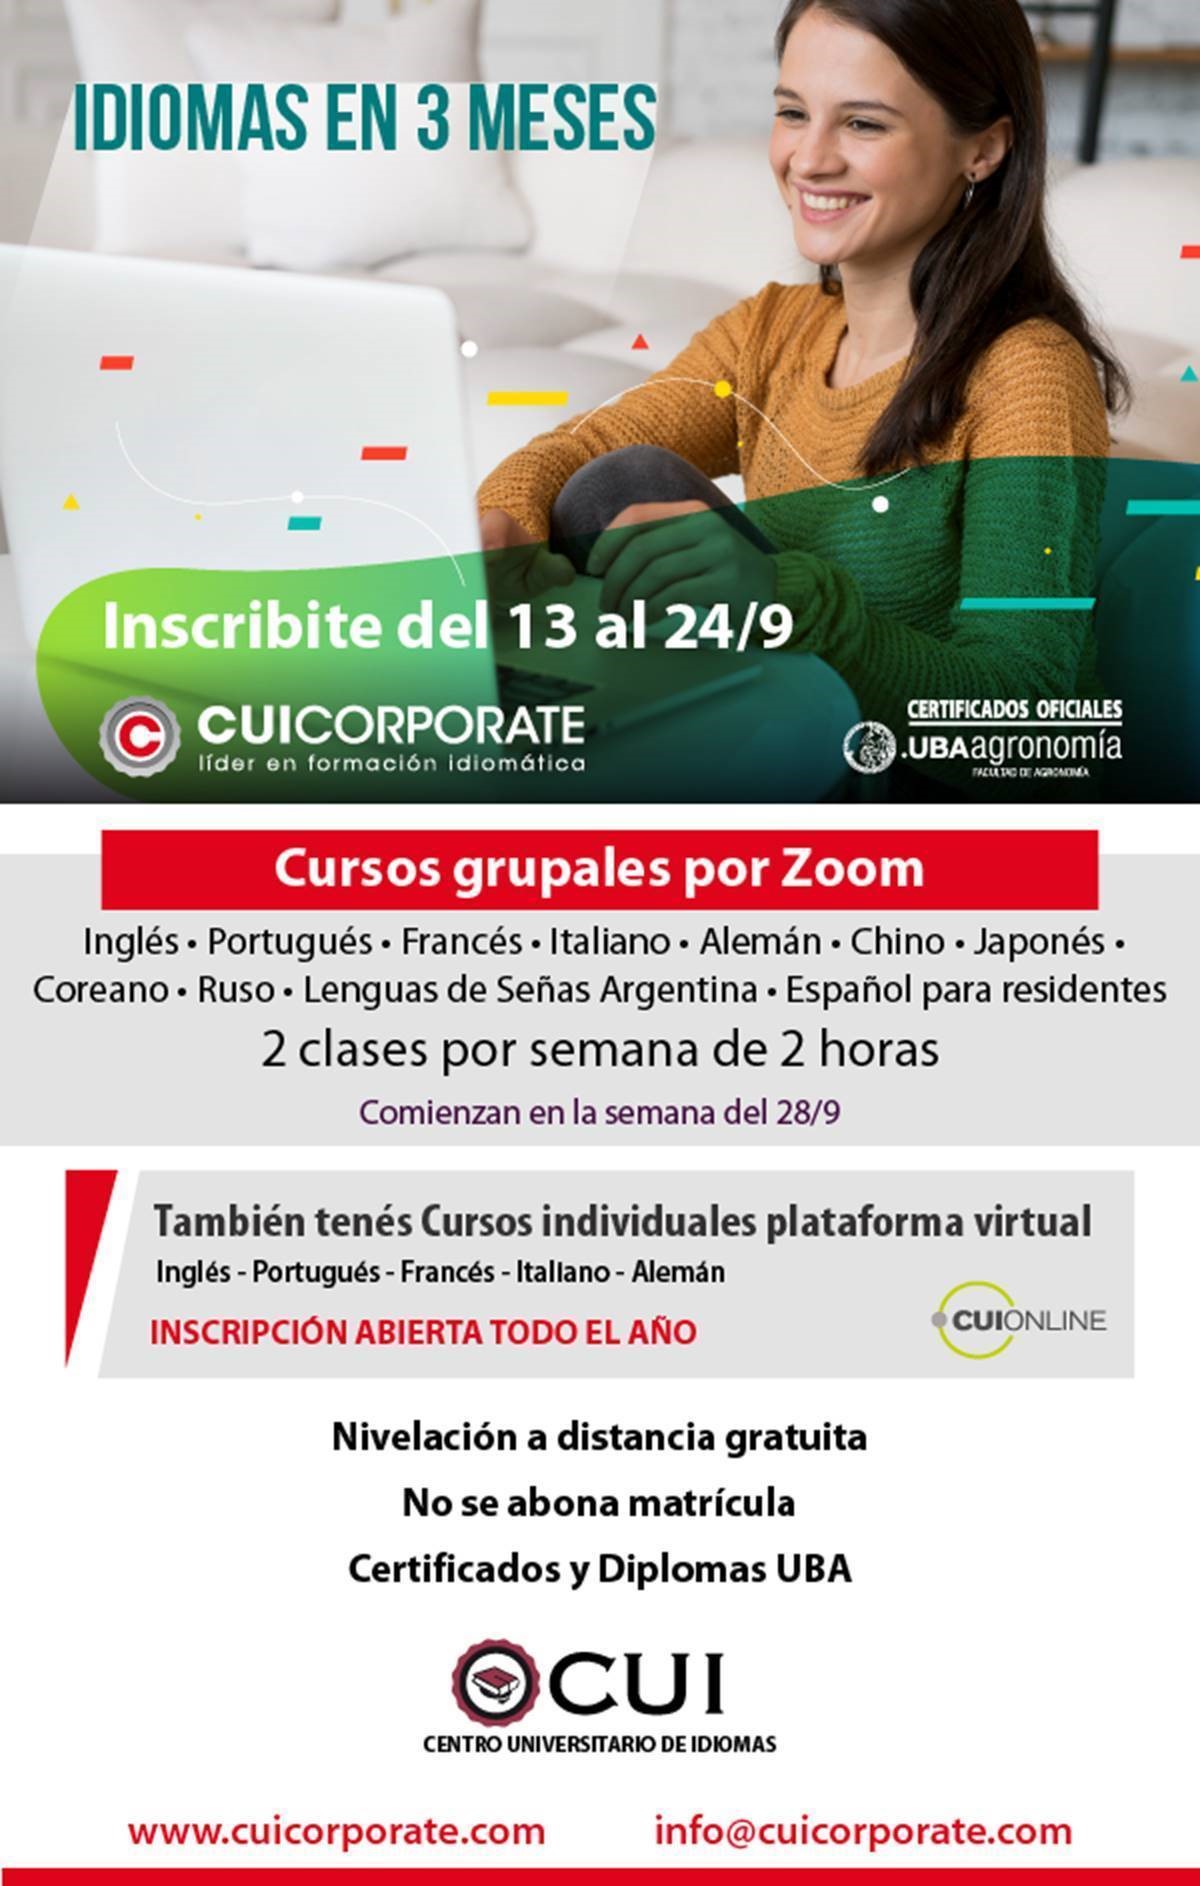 IDIOMAS EN 3 MESES
Inscribite del 13 al 24/9
CUICORPORATE
líder en formación idiomática
CERTIFICADOS OFICIALES
.UBAagronomía
FACULTAD DE AGRONOMÍA
Cursos grupales por Zoom
Inglés • Portugués • Francés • Italiano • Alemán • Chino • Japonés •
Coreano • Ruso • Lenguas de Señas Argentina • Español para residentes
2 clases por semana de 2 horas
Comienzan en la semana del 28/9
También tenés Cursos individuales plataforma virtual
Inglés - Portugués - Francés - Italiano - Alemán
INSCRIPCIÓN ABIERTA TODO EL AÑO
CUIONLINE
Nivelación a distancia gratuita
No se abona matrícula
Certificados y Diplomas UBA
CUI
CENTRO UNIVERSITARIO DE IDIOMAS
www.cuicorporate.com info@cuicorporate.com